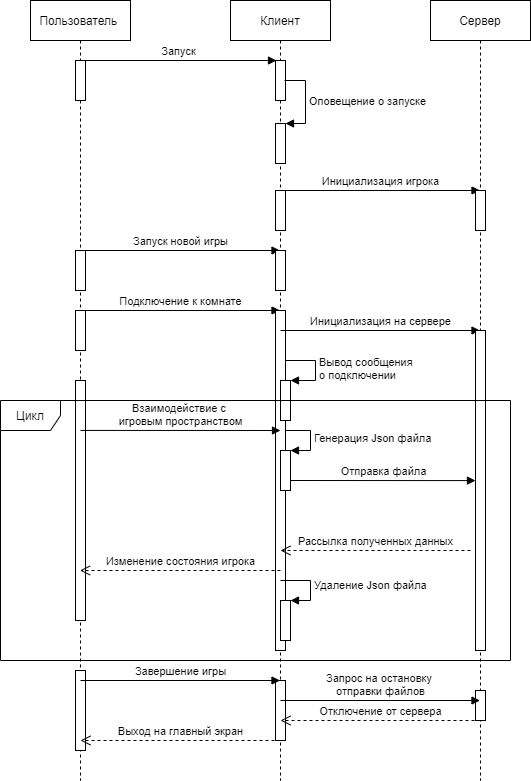 Пользователь
Клиент
Сервер
Запуск
Оповещение о запуске
Инициализация игрока
Запуск новой игры
Подключение к комнате
Инициализация на сервере
Вывод сообщения
о подключении
Цикл
Взаимодействие с
игровым пространством
Генерация Json файла
Отправка файла
Рассылка полученных данных
Изменение состояния игрока
Удаление Json файла
Завершение игры
Запрос на остановку
отправки файлов
Отключение от сервера
Выход на главный экран